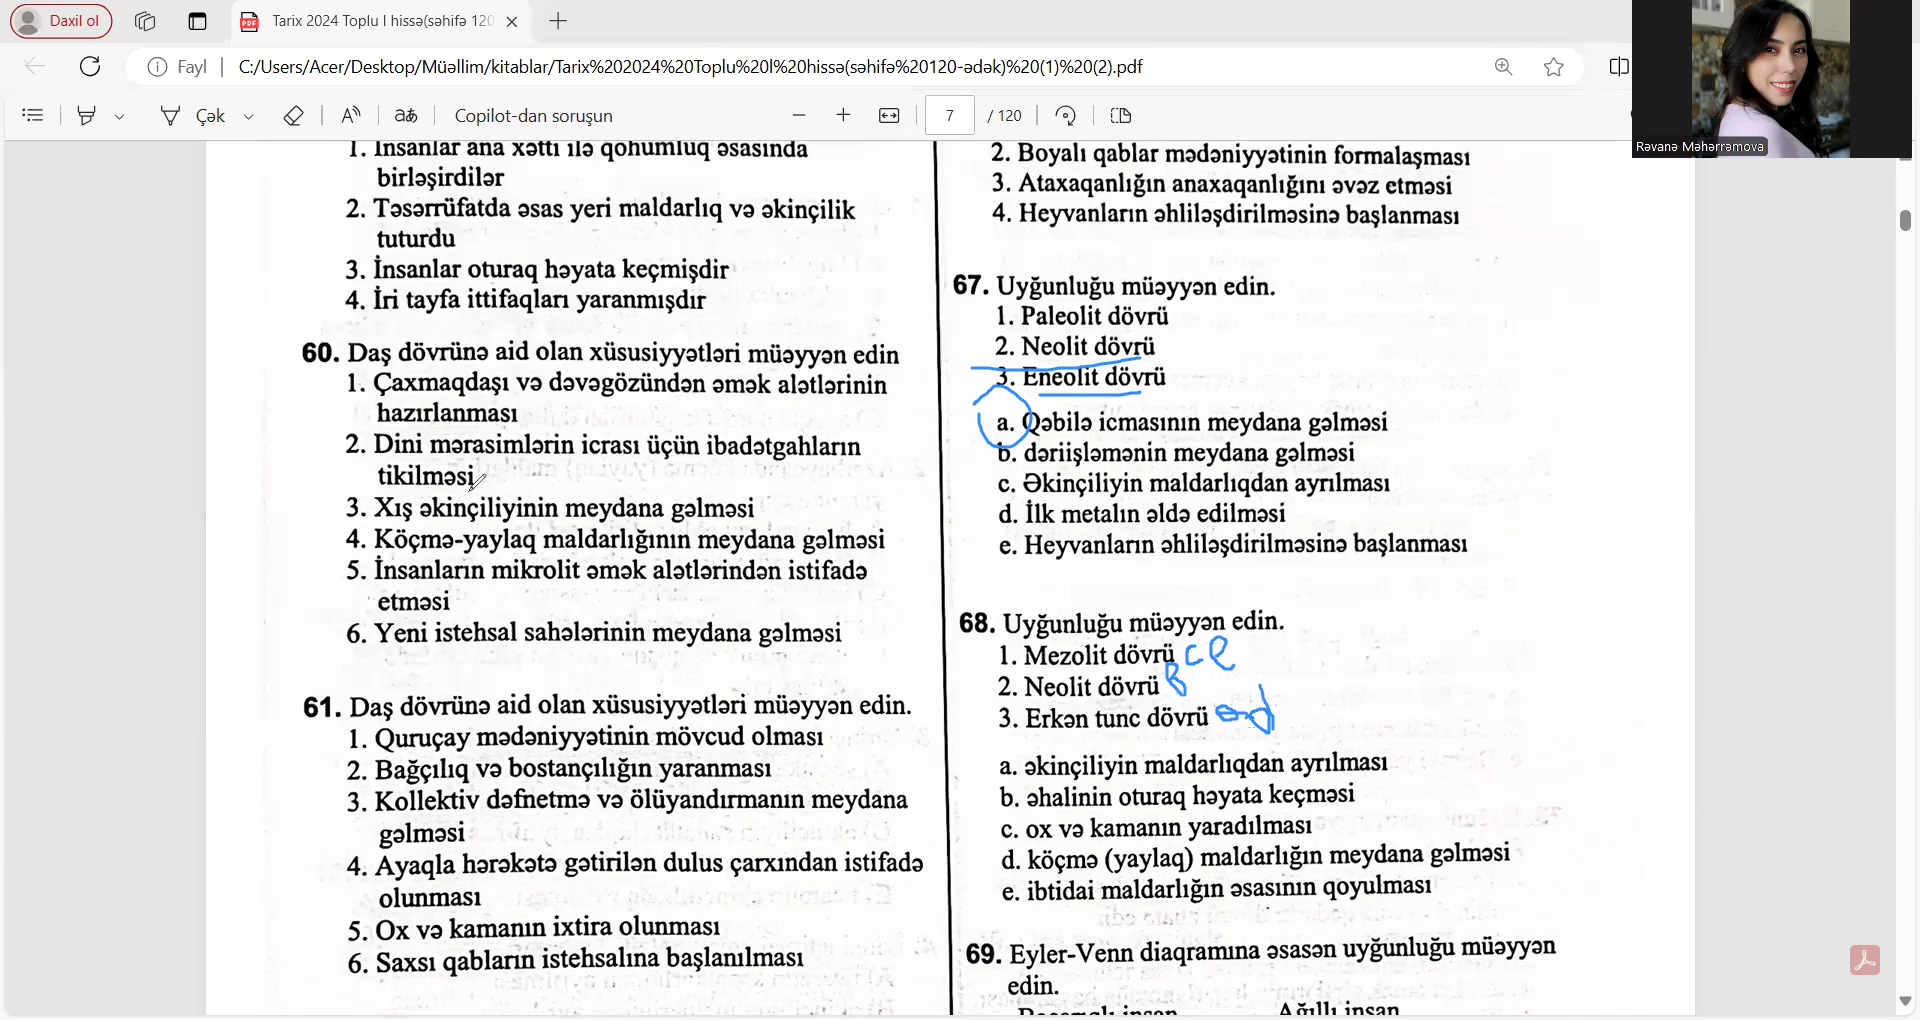 Daxil ol
Tarix 2024 Toplu I hissə(səhifə 120
Fayl
C:/Users/Acer/Desktop/Müəllim/kitablar/Tarix%202024%20Toplu%20I%20hissə(səhifə%20120-ədək)%20(1)%20(2).pdf
Çək
aあ
Copilot-dan soruşun
7
/ 120
Rəvanə Məhərrəmova
1. İnsanlar ana xətti ilə qohumluq əsasında
birləşirdilər
2. Təsərrüfatda əsas yeri maldarlıq və əkinçilik
tuturdu
3. İnsanlar oturaq həyata keçmişdir
4. İri tayfa ittifaqları yaranmışdır
60. Daş dövrünə aid olan xüsusiyyətləri müəyyən edin
1. Çaxmaqdaşı və dəvəgözündən əmək alətlərinin
hazırlanması
2. Dini mərasimlərin icrası üçün ibadətgahların
tikilməsi
3. Xış əkinçiliyinin meydana gəlməsi
4. Köçmə-yaylaq maldarlığının meydana gəlməsi
5. İnsanların mikrolit əmək alətlərindən istifadə
etməsi
6. Yeni istehsal sahələrinin meydana gəlməsi
61. Daş dövrünə aid olan xüsusiyyətləri müəyyən edin.
1. Quruçay mədəniyyətinin mövcud olması
2. Bağçılıq və bostançılığın yaranması
3. Kollektiv dəfnetmə və ölüyandırmanın meydana
gəlməsi
4. Ayaqla hərəkətə gətirilən dulus çarxından istifadə
olunması
5. Ox və kamanın ixtira olunması
6. Saxsı qabların istehsalına başlanılması
2. Boyalı qablar mədəniyyətinin formalaşması
3. Ataxaqanlığın anaxaqanlığını əvəz etməsi
4. Heyvanların əhliləşdirilməsinə başlanması
67. Uyğunluğu müəyyən edin.
1. Paleolit dövrü
2. Neolit dövrü
3. Eneolit dövrü
a. Qəbilə icmasının meydana gəlməsi
b. dəriişləmənin meydana gəlməsi
c. Əkinçiliyin maldarlıqdan ayrılması
d. İlk metalın əldə edilməsi
e. Heyvanların əhliləşdirilməsinə başlanması
68. Uyğunluğu müəyyən edin.
1. Mezolit dövrü c e
2. Neolit dövrü B
3. Erkən tunc dövrü a d
a. əkinçiliyin maldarlıqdan ayrılması
b. əhalinin oturaq həyata keçməsi
c. ox və kamanın yaradılması
d. köçmə (yaylaq) maldarlığın meydana gəlməsi
e. ibtidai maldarlığın əsasının qoyulması
69. Eyler-Venn diaqramına əsasən uyğunluğu müəyyən
edin.
Ağıllı insan